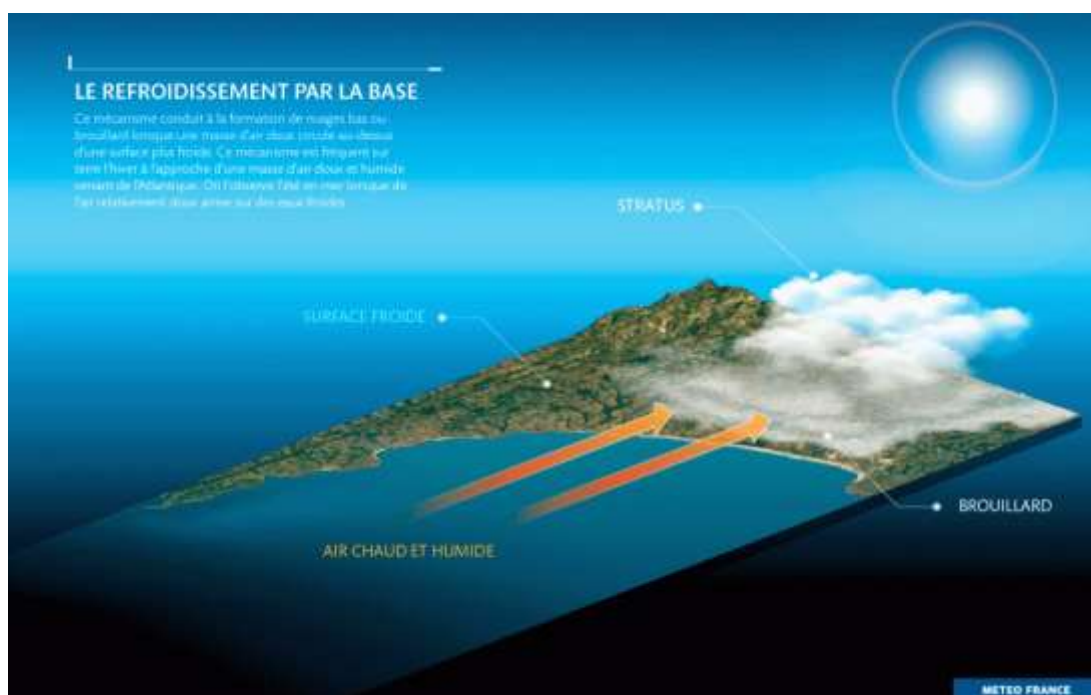 LE REFROIDISSEMENT PAR LA BASE
Ce mécanisme conduit à la formation de nuages bas ou
brouillard lorsque une masse d'air doux circule au-dessus
d'une surface plus froide. Ce mécanisme est fréquent sur
terre l'hiver à l'approche d'une masse d'air doux et humide
venant de l'Atlantique. On l'observe l'été en mer lorsque de
l'air relativement doux arrive sur des eaux froides.
STRATUS
SURFACE FROIDE
BROUILLARD
AIR CHAUD ET HUMIDE
METEO FRANCE